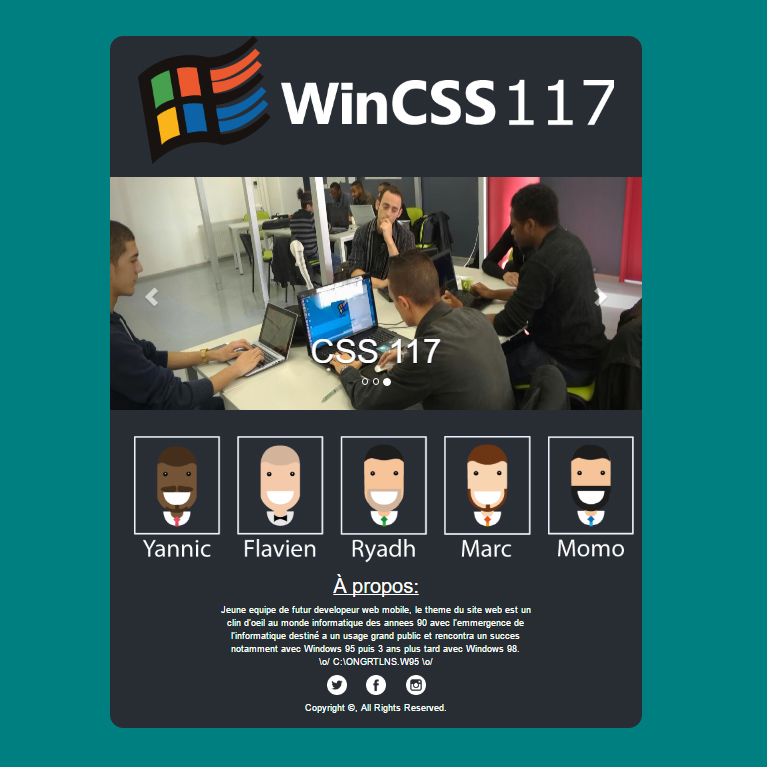 WinCSS 117
CSS 117
Yannic Flavien Ryadh Marc Momo
À propos:
Jeune equipe de futur developeur web mobile, le theme du site web est un
clin d'oeil au monde informatique des annees 90 avec l'emmergence de
l'informatique destiné a un usage grand public et rencontra un succes
notamment avec Windows 95 puis 3 ans plus tard avec Windows 98.
\o/ C:\ONGRTLNS.W95 \o/
Copyright ©, All Rights Reserved.